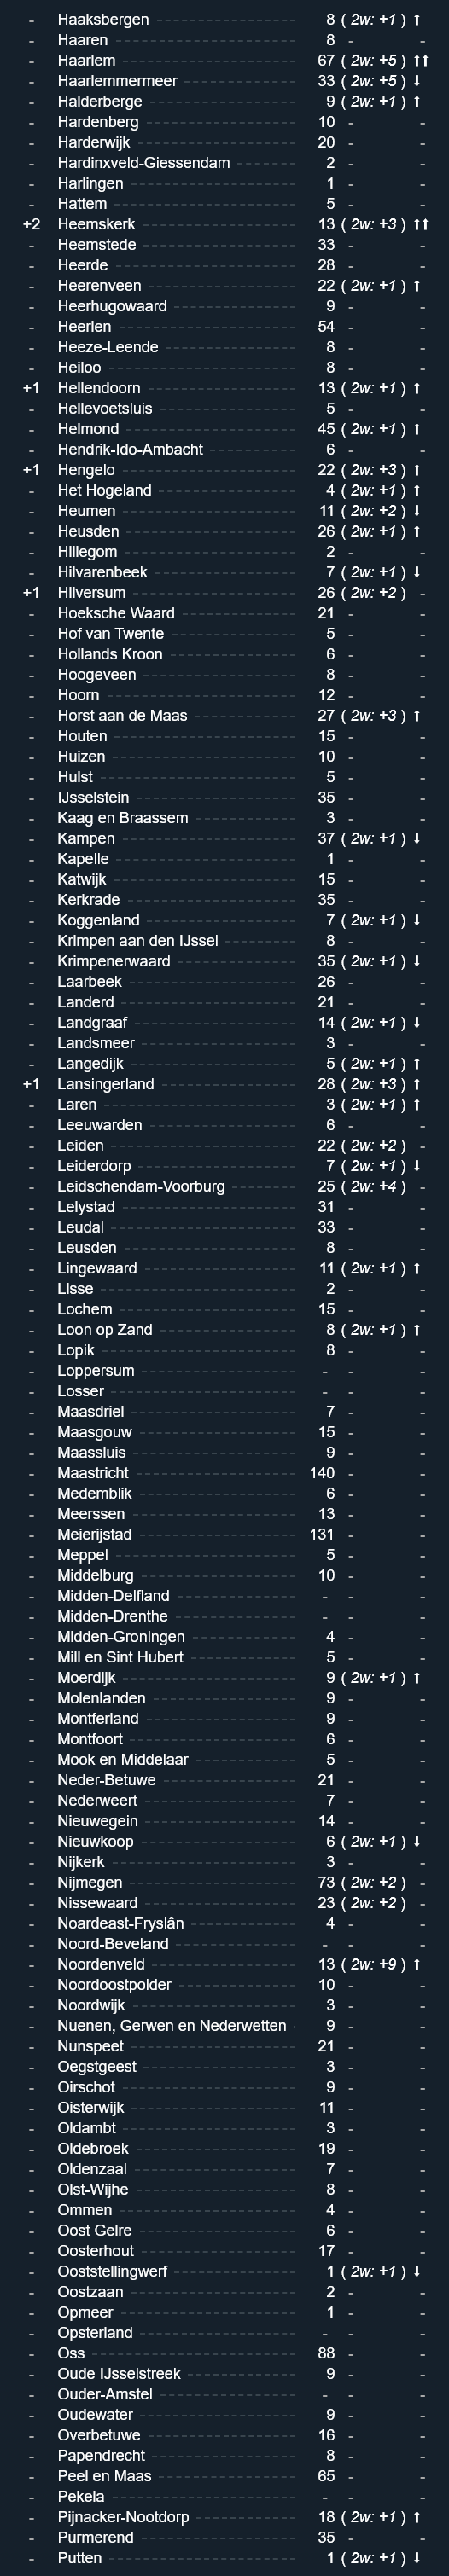 - Haaksbergen 8 ( 2w: +1 ) ⬆
- Haaren 8 - -
- Haarlem 67 ( 2w: +5 ) ⬆⬆
- Haarlemmermeer 33 ( 2w: +5 ) ⬇
- Halderberge 9 ( 2w: +1 ) ⬆
- Hardenberg 10 - -
- Harderwijk 20 - -
- Hardinxveld-Giessendam 2 - -
- Harlingen 1 - -
- Hattem 5 - -
+2 Heemskerk 13 ( 2w: +3 ) ⬆⬆
- Heemstede 33 - -
- Heerde 28 - -
- Heerenveen 22 ( 2w: +1 ) ⬆
- Heerhugowaard 9 - -
- Heerlen 54 - -
- Heeze-Leende 8 - -
- Heiloo 8 - -
+1 Hellendoorn 13 ( 2w: +1 ) ⬆
- Hellevoetsluis 5 - -
- Helmond 45 ( 2w: +1 ) ⬆
- Hendrik-Ido-Ambacht 6 - -
+1 Hengelo 22 ( 2w: +3 ) ⬆
- Het Hogeland 4 ( 2w: +1 ) ⬆
- Heumen 11 ( 2w: +2 ) ⬇
- Heusden 26 ( 2w: +1 ) ⬆
- Hillegom 2 - -
- Hilvarenbeek 7 ( 2w: +1 ) ⬇
+1 Hilversum 26 ( 2w: +2 ) -
- Hoeksche Waard 21 - -
- Hof van Twente 5 - -
- Hollands Kroon 6 - -
- Hoogeveen 8 - -
- Hoorn 12 - -
- Horst aan de Maas 27 ( 2w: +3 ) ⬆
- Houten 15 - -
- Huizen 10 - -
- Hulst 5 - -
- IJsselstein 35 - -
- Kaag en Braassem 3 - -
- Kampen 37 ( 2w: +1 ) ⬇
- Kapelle 1 - -
- Katwijk 15 - -
- Kerkrade 35 - -
- Koggenland 7 ( 2w: +1 ) ⬇
- Krimpen aan den IJssel 8 - -
- Krimpenerwaard 35 ( 2w: +1 ) ⬇
- Laarbeek 26 - -
- Landerd 21 - -
- Landgraaf 14 ( 2w: +1 ) ⬇
- Landsmeer 3 - -
- Langedijk 5 ( 2w: +1 ) ⬆
+1 Lansingerland 28 ( 2w: +3 ) ⬆
- Laren 3 ( 2w: +1 ) ⬆
- Leeuwarden 6 - -
- Leiden 22 ( 2w: +2 ) -
- Leiderdorp 7 ( 2w: +1 ) ⬇
- Leidschendam-Voorburg 25 ( 2w: +4 ) -
- Lelystad 31 - -
- Leudal 33 - -
- Leusden 8 - -
- Lingewaard 11 ( 2w: +1 ) ⬆
- Lisse 2 - -
- Lochem 15 - -
- Loon op Zand 8 ( 2w: +1 ) ⬆
- Lopik 8 - -
- Loppersum - - -
- Losser - - -
- Maasdriel 7 - -
- Maasgouw 15 - -
- Maassluis 9 - -
- Maastricht 140 - -
- Medemblik 6 - -
- Meerssen 13 - -
- Meierijstad 131 - -
- Meppel 5 - -
- Middelburg 10 - -
- Midden-Delfland - - -
- Midden-Drenthe - - -
- Midden-Groningen 4 - -
- Mill en Sint Hubert 5 - -
- Moerdijk 9 ( 2w: +1 ) ⬆
- Molenlanden 9 - -
- Montferland 9 - -
- Montfoort 6 - -
- Mook en Middelaar 5 - -
- Neder-Betuwe 21 - -
- Nederweert 7 - -
- Nieuwegein 14 - -
- Nieuwkoop 6 ( 2w: +1 ) ⬇
- Nijkerk 3 - -
- Nijmegen 73 ( 2w: +2 ) -
- Nissewaard 23 ( 2w: +2 ) -
- Noardeast-Fryslân 4 - -
- Noord-Beveland - - -
- Noordenveld 13 ( 2w: +9 ) ⬆
- Noordoostpolder 10 - -
- Noordwijk 3 - -
- Nuenen, Gerwen en Nederwetten 9 - -
- Nunspeet 21 - -
- Oegstgeest 3 - -
- Oirschot 9 - -
- Oisterwijk 11 - -
- Oldambt 3 - -
- Oldebroek 19 - -
- Oldenzaal 7 - -
- Olst-Wijhe 8 - -
- Ommen 4 - -
- Oost Gelre 6 - -
- Oosterhout 17 - -
- Ooststellingwerf 1 ( 2w: +1 ) ⬇
- Oostzaan 2 - -
- Opmeer 1 - -
- Opsterland - - -
- Oss 88 - -
- Oude IJsselstreek 9 - -
- Ouder-Amstel - - -
- Oudewater 9 - -
- Overbetuwe 16 - -
- Papendrecht 8 - -
- Peel en Maas 65 - -
- Pekela - - -
- Pijnacker-Nootdorp 18 ( 2w: +1 ) ⬆
- Purmerend 35 - -
- Putten 1 ( 2w: +1 ) ⬇